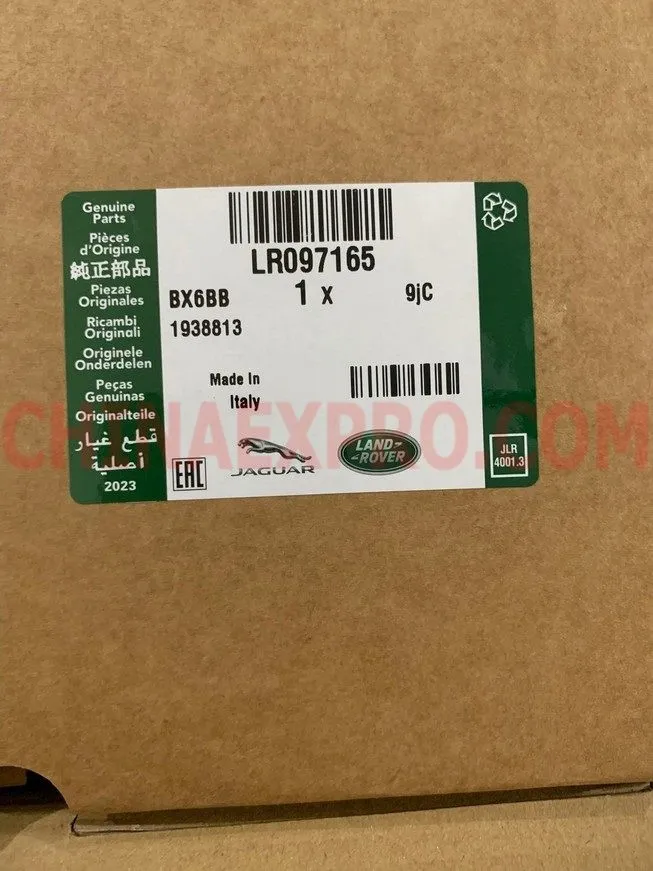 Genuine
Parts
Pièces
d'Origine
純正部品
Piezas
Originales
Ricambi
Originali
Originele
Onderdelen
Peças
Genuinas
Originalteile
قطع غيار
أصلية
2023
LR097165
BX6BB
1 x
9jC
1938813
Made In
Italy
EAC
JAGUAR
LAND-
-ROVER
JLR
4001.3
CHINAEXPRO.COM